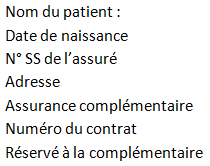 Nom du patient :
Date de naissance
N° SS de l’assuré
Adresse
Assurance complémentaire
Numéro du contrat
Réservé à la complémentaire